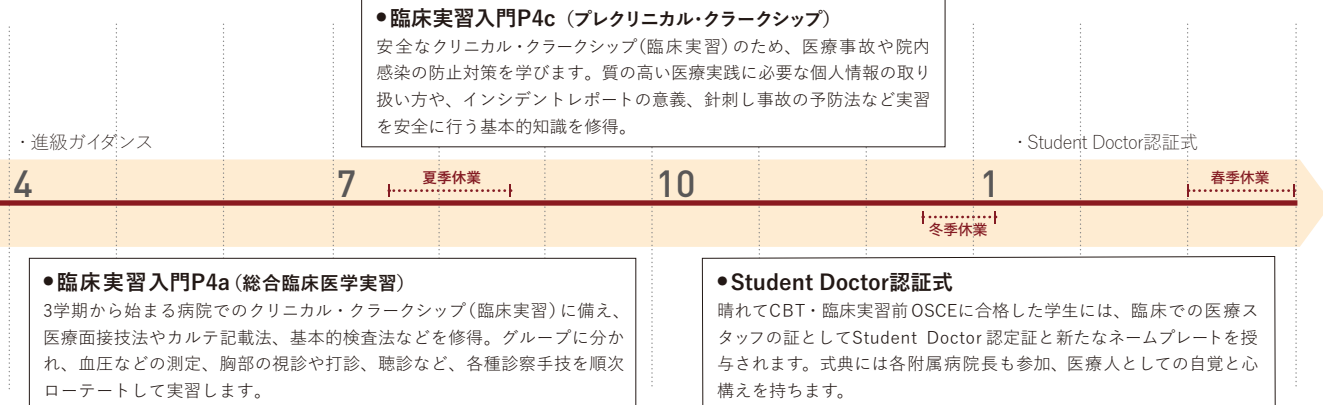 •臨床実習入門P4c（プレクリニカル・クラークシップ）
安全なクリニカル・クラークシップ（臨床実習）のため、医療事故や院内
感染の防止対策を学びます。質の高い医療実践に必要な個人情報の取り
扱い方や、インシデントレポートの意義、針刺し事故の予防法など実習
を安全に行う基本的知識を修得。
・進級ガイダンス
・Student Doctor認証式
4
7
夏季休業
10
1
春季休業
冬季休業
•臨床実習入門P4a（総合臨床医学実習）
3学期から始まる病院でのクリニカル・クラークシップ（臨床実習）に備え、
医療面接技法やカルテ記載法、基本的検査法などを修得。グループに分か
れ、血圧などの測定、胸部の視診や打診、聴診など、各種診察手技を順次
ローテートして実習します。
•Student Doctor認証式
晴れてCBT・臨床実習前OSCEに合格した学生には、臨床での医療ス
タッフの証としてStudent Doctor 認定証と新たなネームプレートを授
与されます。式典には各附属病院長も参加、医療人としての自覚と心
構えを持ちます。